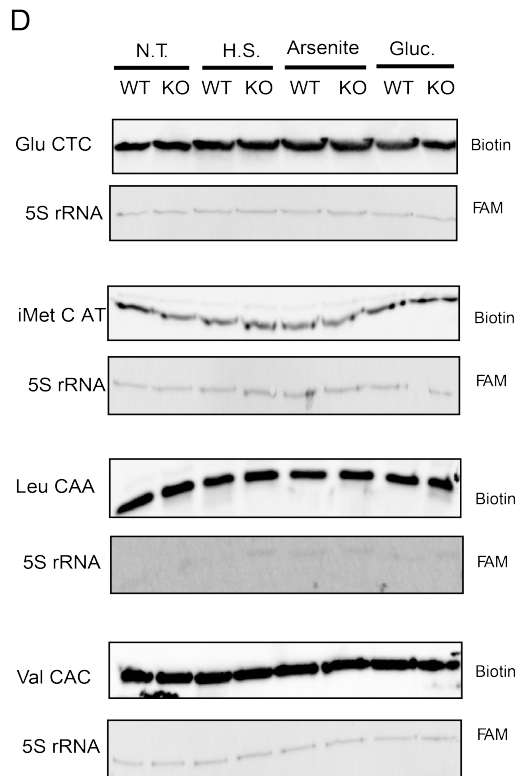 D
N.T. H.S. Arsenite Gluc.
WT KO WT KO WT KO WT KO
Glu CTC Biotin
5S rRNA FAM
iMet C AT Biotin
5S rRNA FAM
Leu CAA Biotin
5S rRNA FAM
Val CAC Biotin
5S rRNA FAM